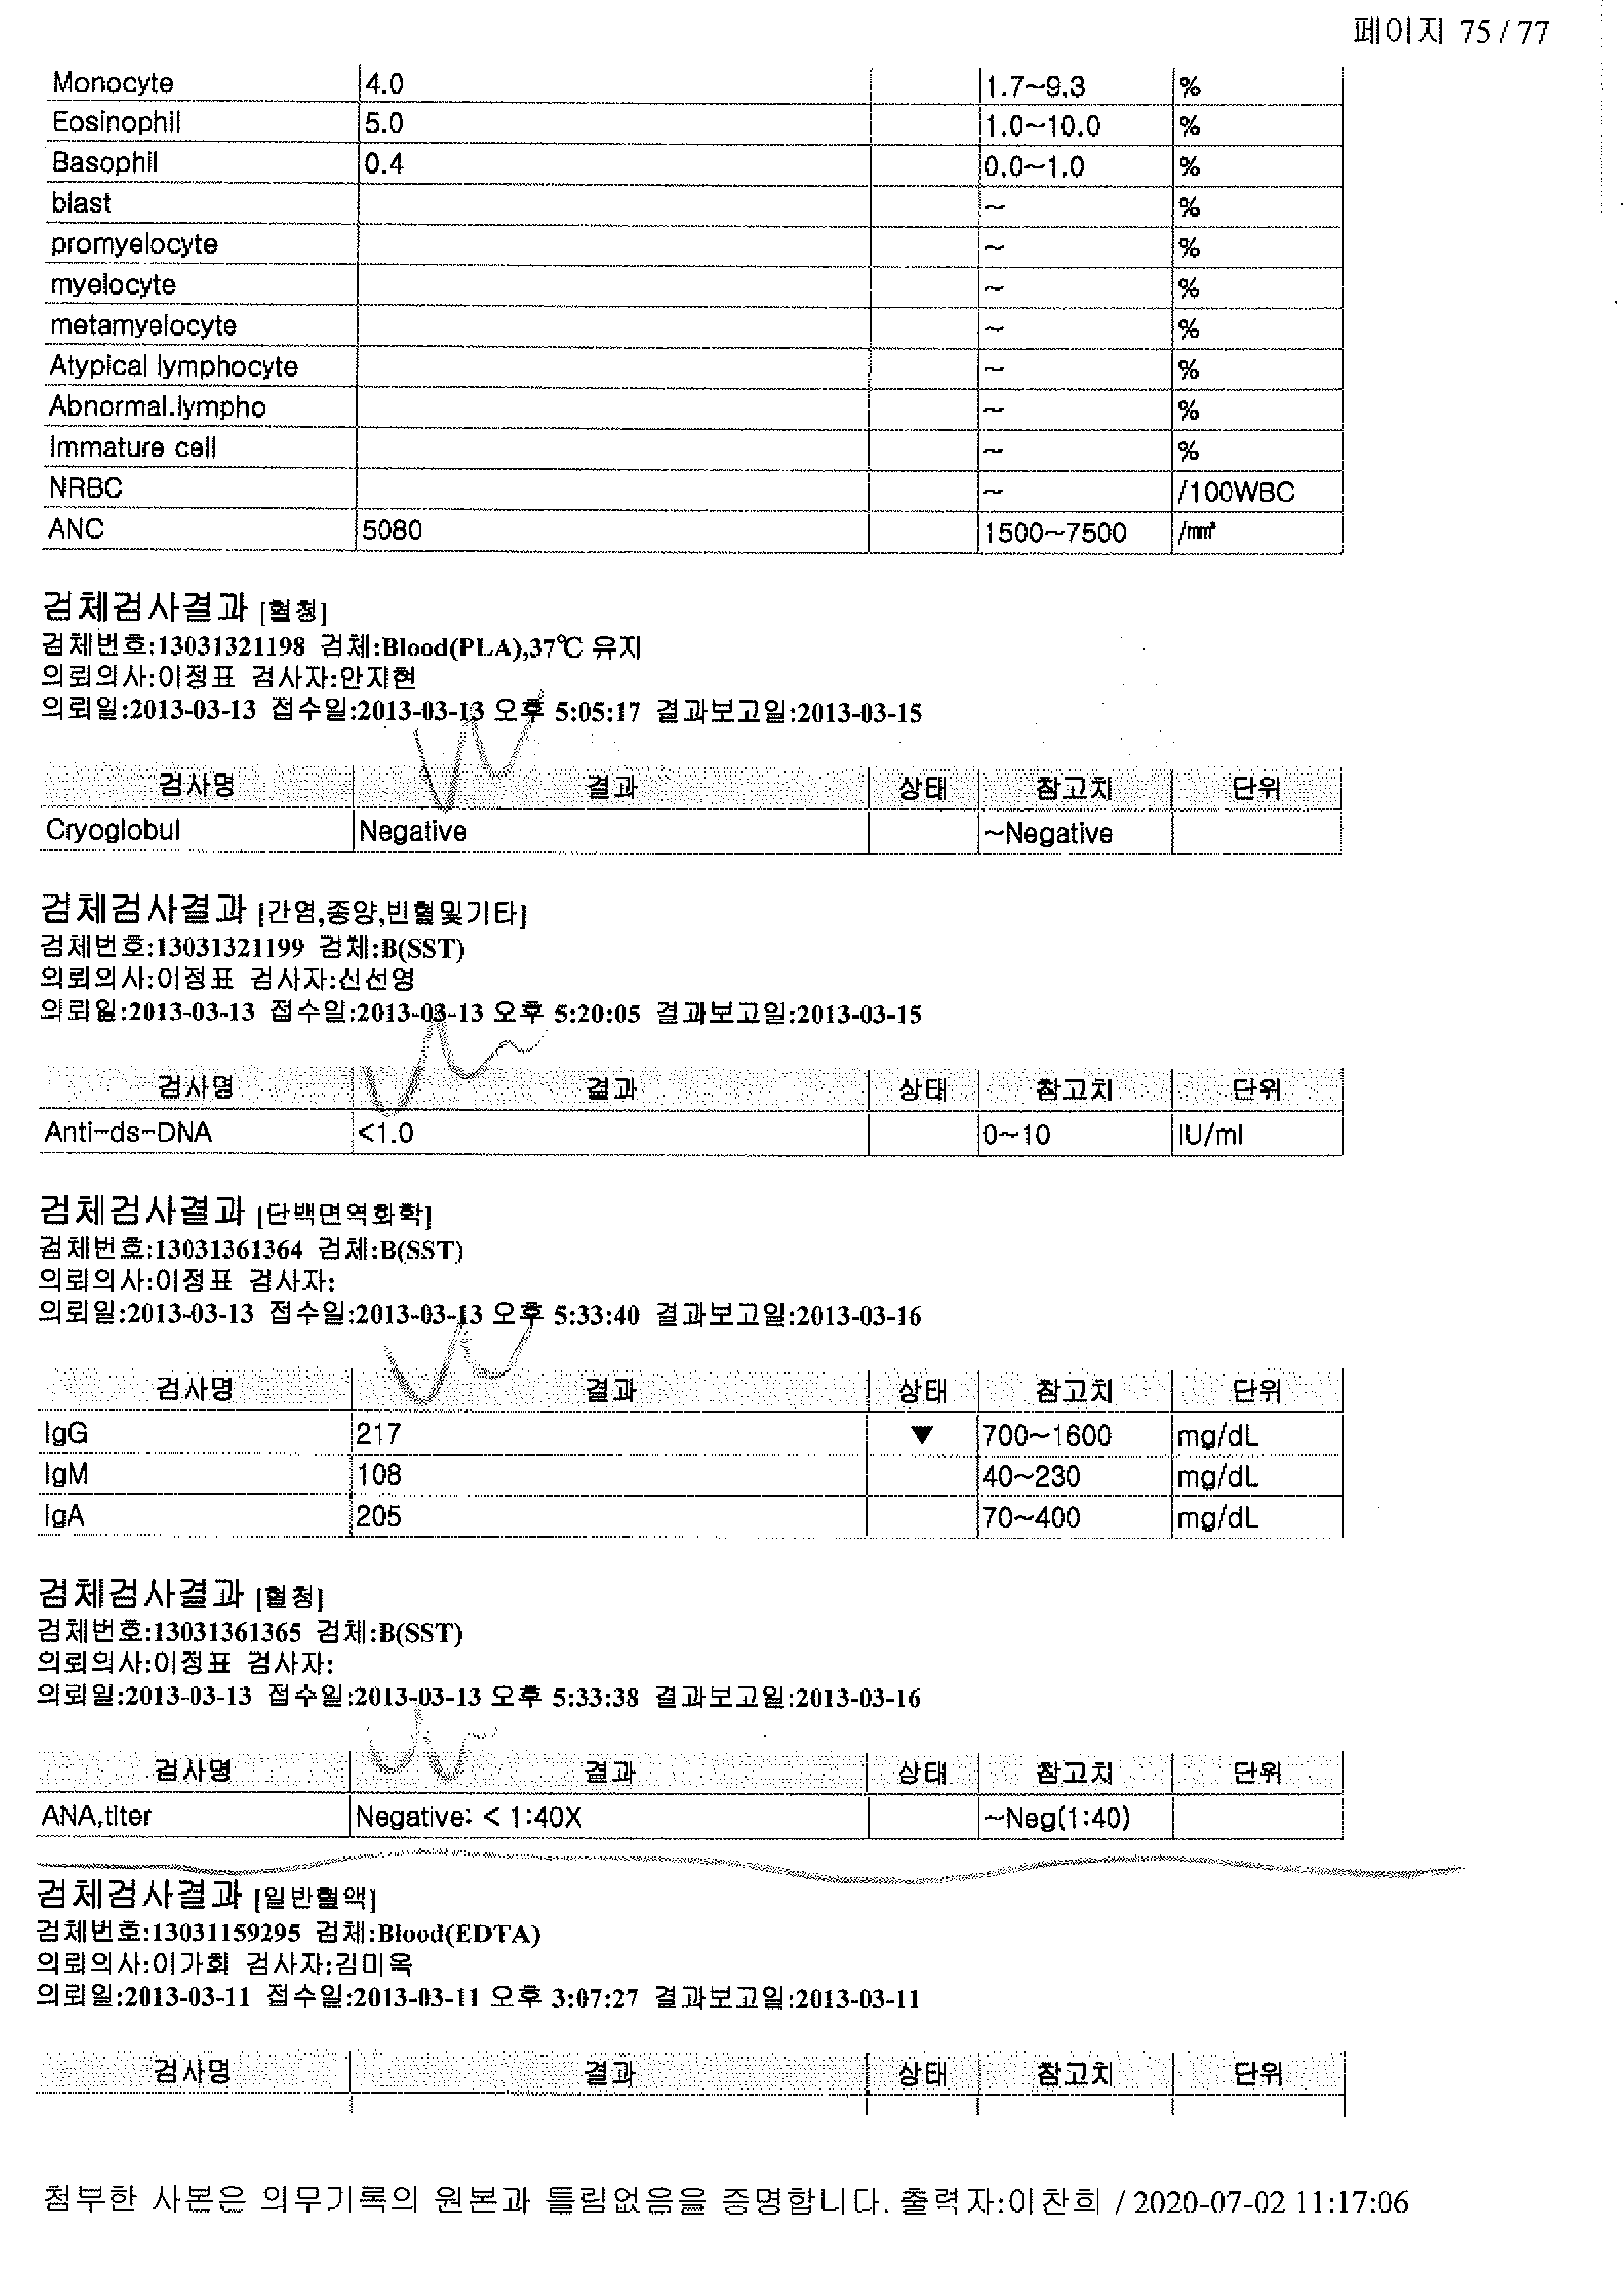 페이지 75 / 77
Monocyte 4.0 1.7~9.3 %
Eosinophil 5.0 1.0~10.0 %
Basophil 0.4 0.0~1.0 %
blast ~ %
promyelocyte ~ %
myelocyte ~ %
metamyelocyte ~ %
Atypical lymphocyte ~ %
Abnormal.lympho ~ %
Immature cell ~ %
NRBC ~ /100WBC
ANC 5080 1500~7500 /㎣
검체검사결과 [혈청]
검체번호:13031321198 검체:Blood(PLA),37℃ 유지
의뢰의사:이정표 검사자:안지현
의뢰일:2013-03-13 접수일:2013-03-13 오후 5:05:17 결과보고일:2013-03-15
검사명 결과 상태 참고치 단위
Cryoglobul Negative ~Negative
검체검사결과 [간염,종양,빈혈및기타]
검체번호:13031321199 검체:B(SST)
의뢰의사:이정표 검사자:신선영
의뢰일:2013-03-13 접수일:2013-03-13 오후 5:20:05 결과보고일:2013-03-15
검사명 결과 상태 참고치 단위
Anti-ds-DNA <1.0 0~10 IU/ml
검체검사결과 [단백면역화학]
검체번호:13031361364 검체:B(SST)
의뢰의사:이정표 검사자:
의뢰일:2013-03-13 접수일:2013-03-13 오후 5:33:40 결과보고일:2013-03-16
검사명 결과 상태 참고치 단위
IgG 217 ▼ 700~1600 mg/dL
IgM 108 40~230 mg/dL
IgA 205 70~400 mg/dL
검체검사결과 [혈청]
검체번호:13031361365 검체:B(SST)
의뢰의사:이정표 검사자:
의뢰일:2013-03-13 접수일:2013-03-13 오후 5:33:38 결과보고일:2013-03-16
검사명 결과 상태 참고치 단위
ANA,titer Negative: < 1:40X ~Neg(1:40)
검체검사결과 [일반혈액]
검체번호:13031159295 검체:Blood(EDTA)
의뢰의사:이가희 검사자:김미옥
의뢰일:2013-03-11 접수일:2013-03-11 오후 3:07:27 결과보고일:2013-03-11
검사명 결과 상태 참고치 단위
첨부한 사본은 의무기록의 원본과 틀림없음을 증명합니다. 출력자:이찬희 / 2020-07-02 11:17:06